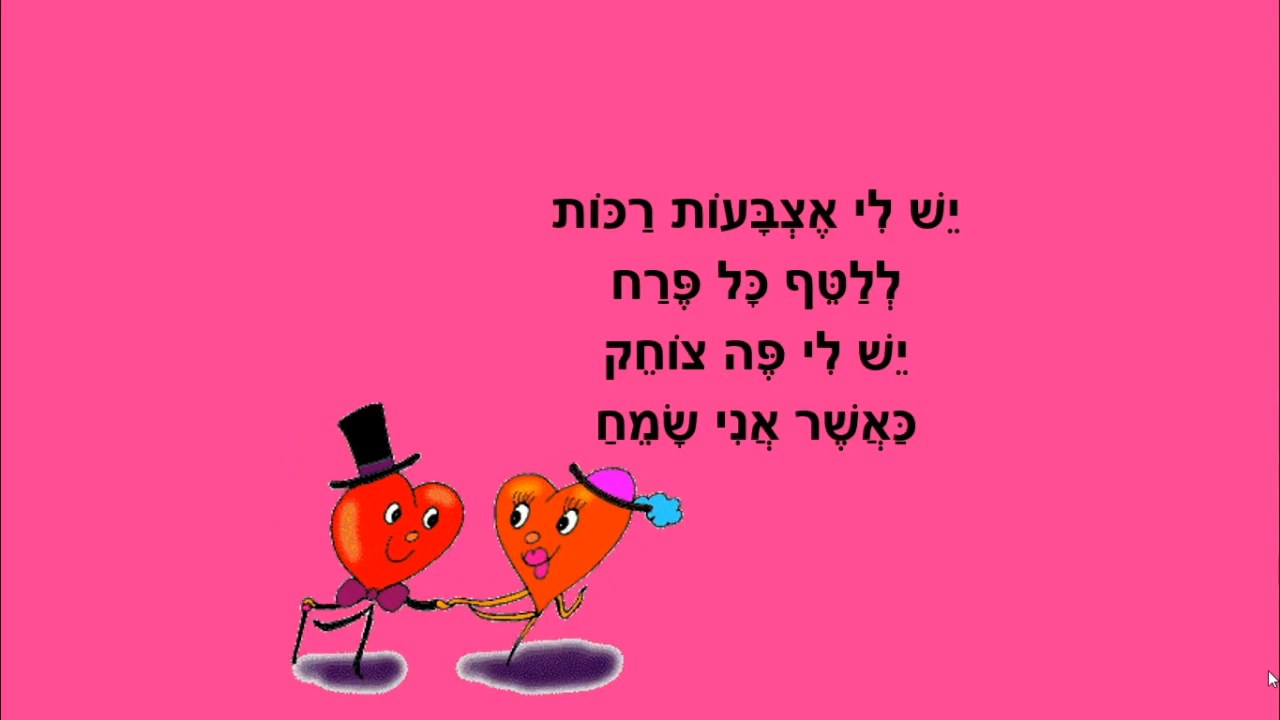 יֵשׁ לִי אֶצְבָּעוֹת רַכּוֹת
לְלַטֵּף כָּל פֶּרַח
יֵשׁ לִי פֶּה צוֹחֵק
כַּאֲשֶׁר אֲנִי שָׂמֵחַ